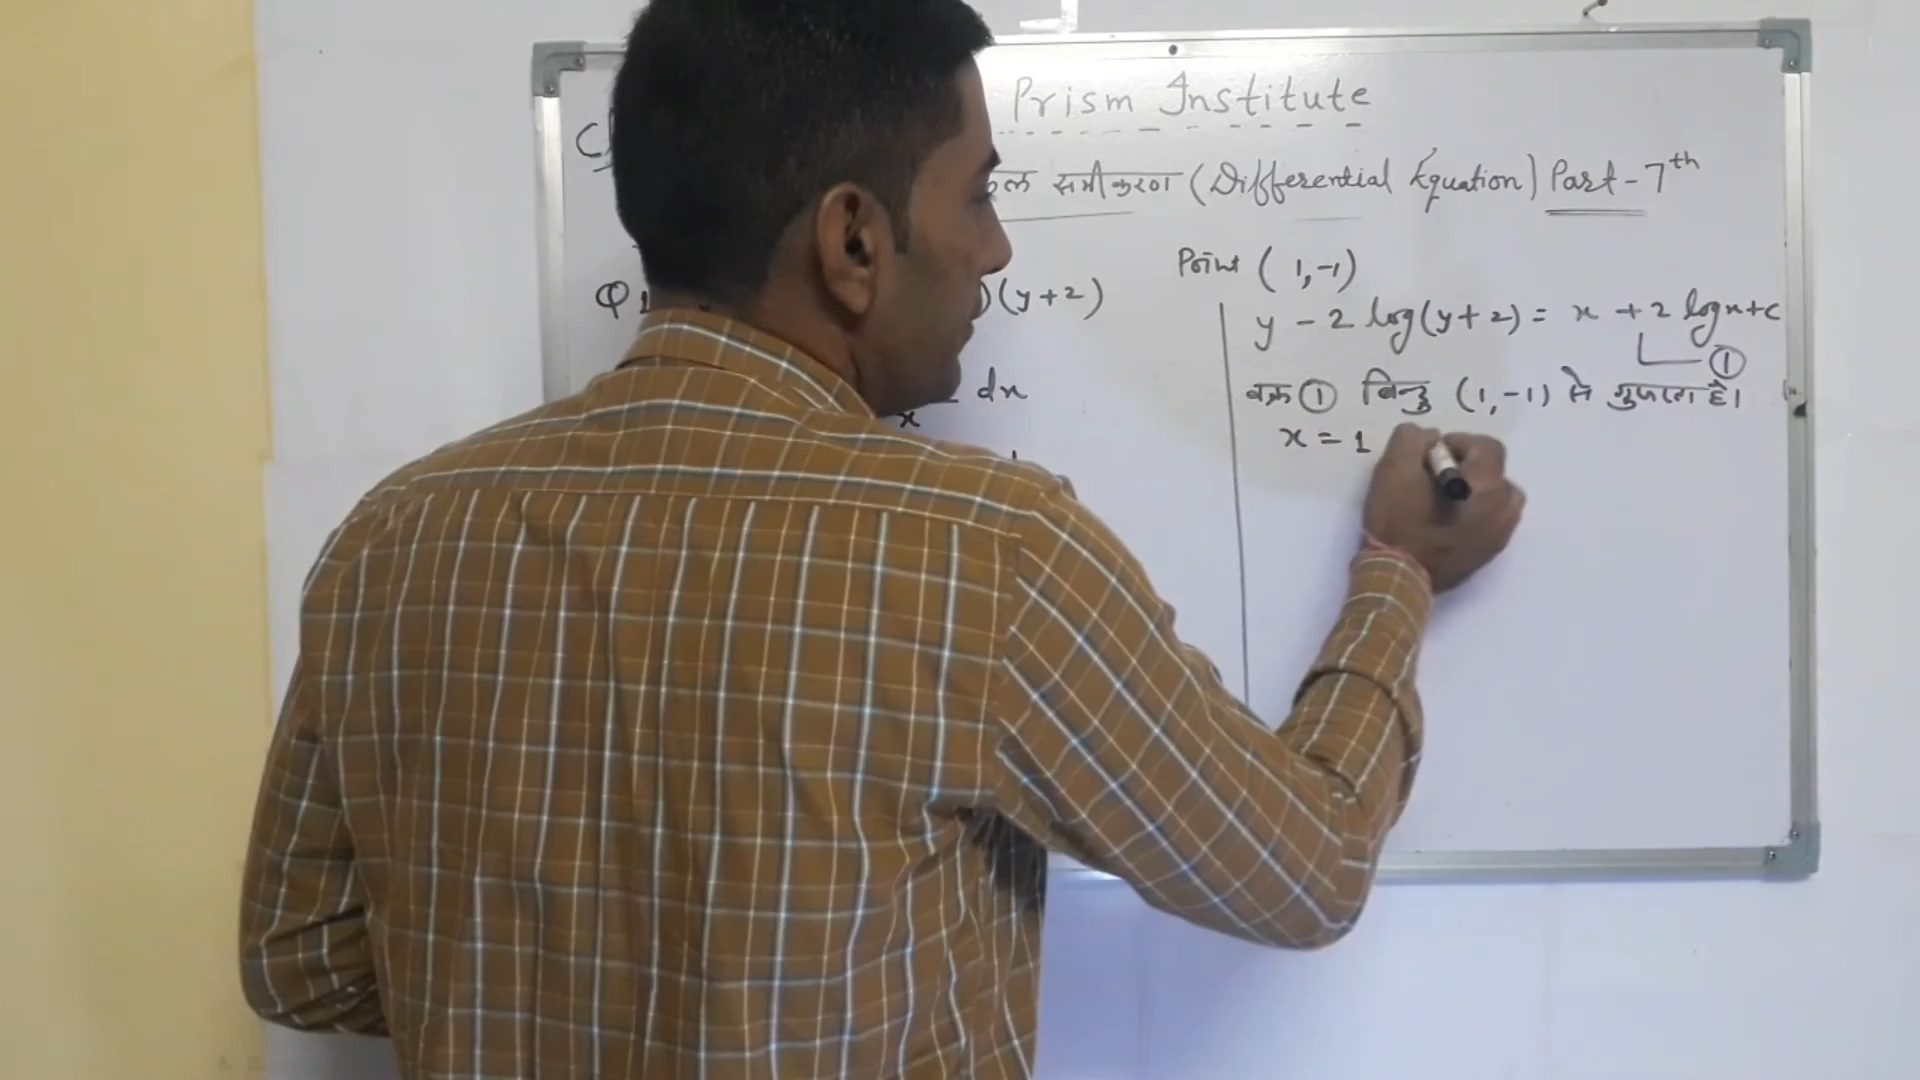 Prism Institute
समीकरण (Differential Equation) Part-7th
Q1
)(y+2)
x dx
Point (1,-1)
y - 2 log(y+2) = x + 2 logx+c
①
वक्र ① बिन्दु (1,-1) से गुजरता है।
x = 1